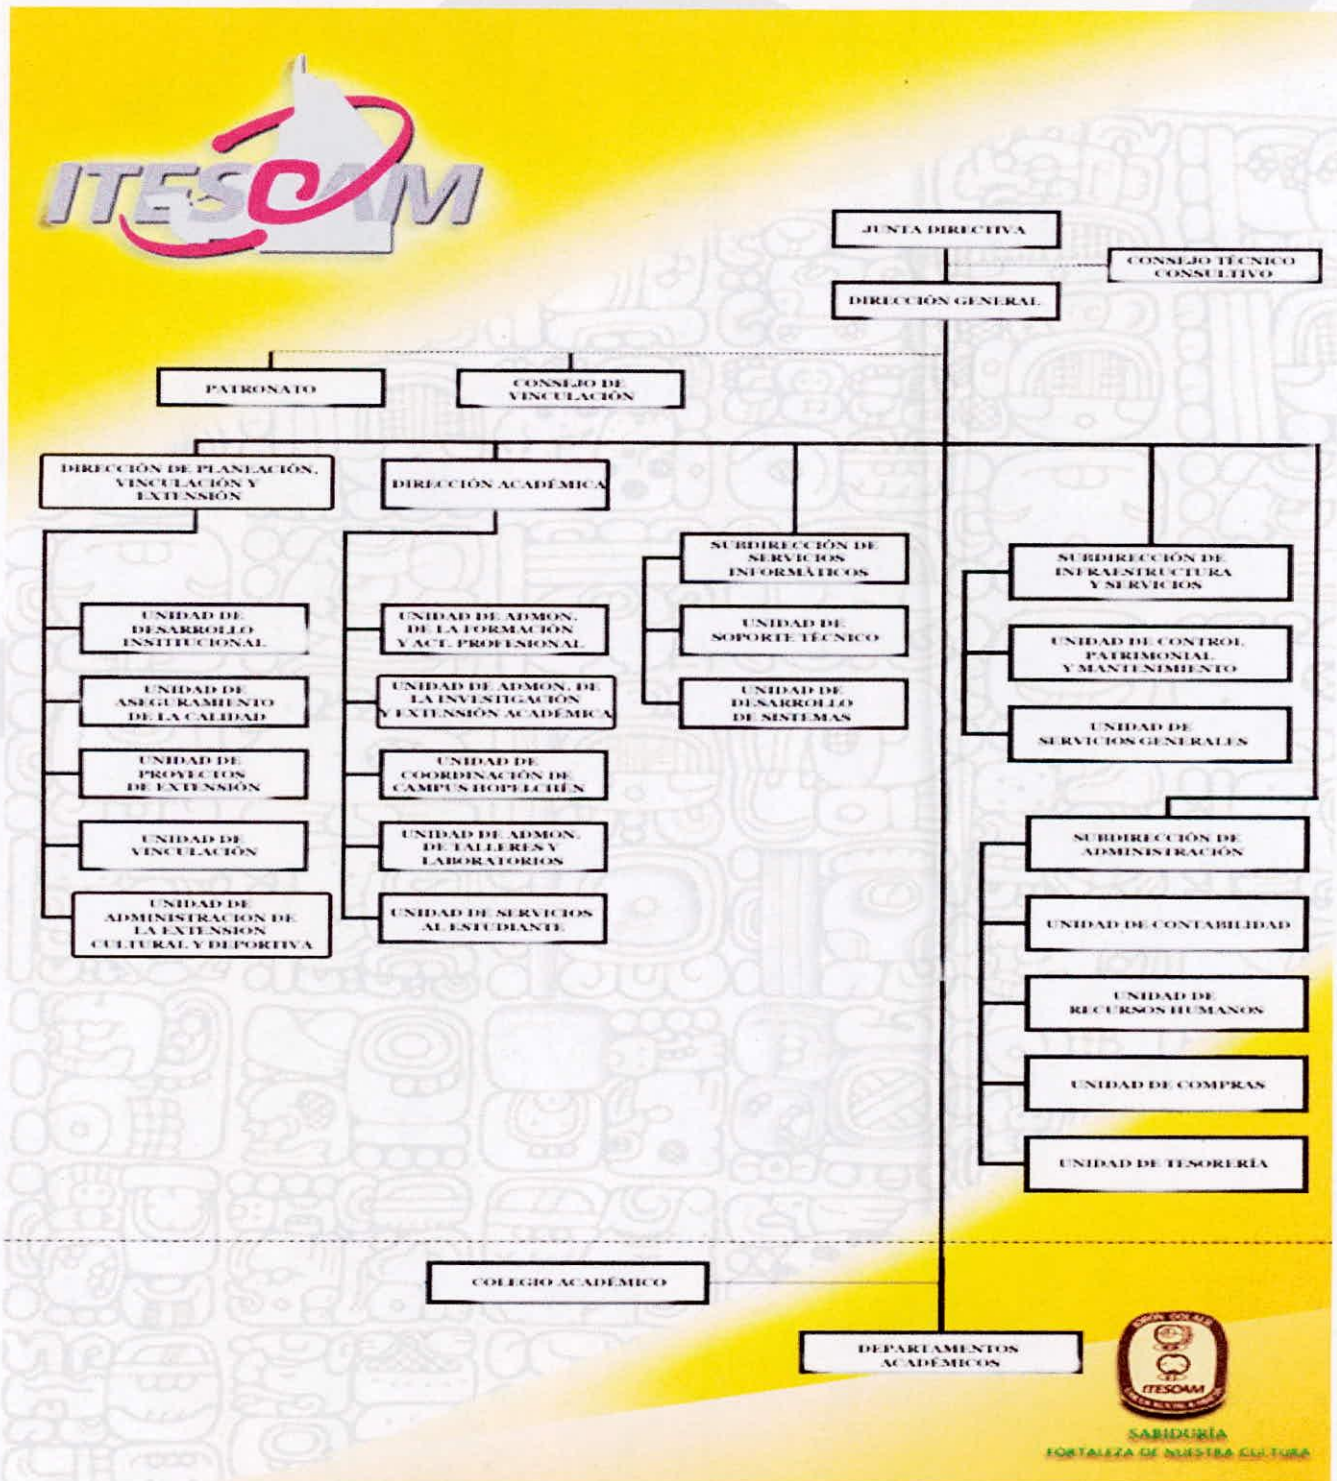 ITESCAM
JUNTA DIRECTIVA
CONSEJO TÉCNICO
CONSULTIVO
DIRECCIÓN GENERAL
PATRONATO
CONSEJO DE
VINCULACIÓN
DIRECCIÓN DE PLANEACIÓN,
VINCULACIÓN Y
EXTENSIÓN
DIRECCIÓN ACADÉMICA
UNIDAD DE
DESARROLLO
INSTITUCIONAL
UNIDAD DE
ASEGURAMIENTO
DE LA CALIDAD
UNIDAD DE
PROYECTOS
DE EXTENSIÓN
UNIDAD DE
VINCULACIÓN
UNIDAD DE
ADMINISTRACION DE
LA EXTENSION
CULTURAL Y DEPORTIVA
UNIDAD DE ADMON.
DE LA FORMACIÓN
Y ACT. PROFESIONAL
UNIDAD DE ADMON. DE
LA INVESTIGACIÓN
Y EXTENSIÓN ACADÉMICA
UNIDAD DE
COORDINACIÓN DE
CAMPUS HOPELCHÉN
UNIDAD DE ADMON.
DE TALLERES Y
LABORATORIOS
UNIDAD DE SERVICIOS
AL ESTUDIANTE
SUBDIRECCIÓN DE
SERVICIOS
INFORMÁTICOS
UNIDAD DE
SOPORTE TÉCNICO
UNIDAD DE
DESARROLLO
DE SISTEMAS
SUBDIRECCIÓN DE
INFRAESTRUCTURA
Y SERVICIOS
UNIDAD DE CONTROL
PATRIMONIAL
Y MANTENIMIENTO
UNIDAD DE
SERVICIOS GENERALES
SUBDIRECCIÓN DE
ADMINISTRACIÓN
UNIDAD DE CONTABILIDAD
UNIDAD DE
RECURSOS HUMANOS
UNIDAD DE COMPRAS
UNIDAD DE TESORERÍA
COLEGIO ACADÉMICO
DEPARTAMENTOS
ACADÉMICOS
ITESCAM
SABIDURÍA
FORTALEZA DE NUESTRA CULTURA